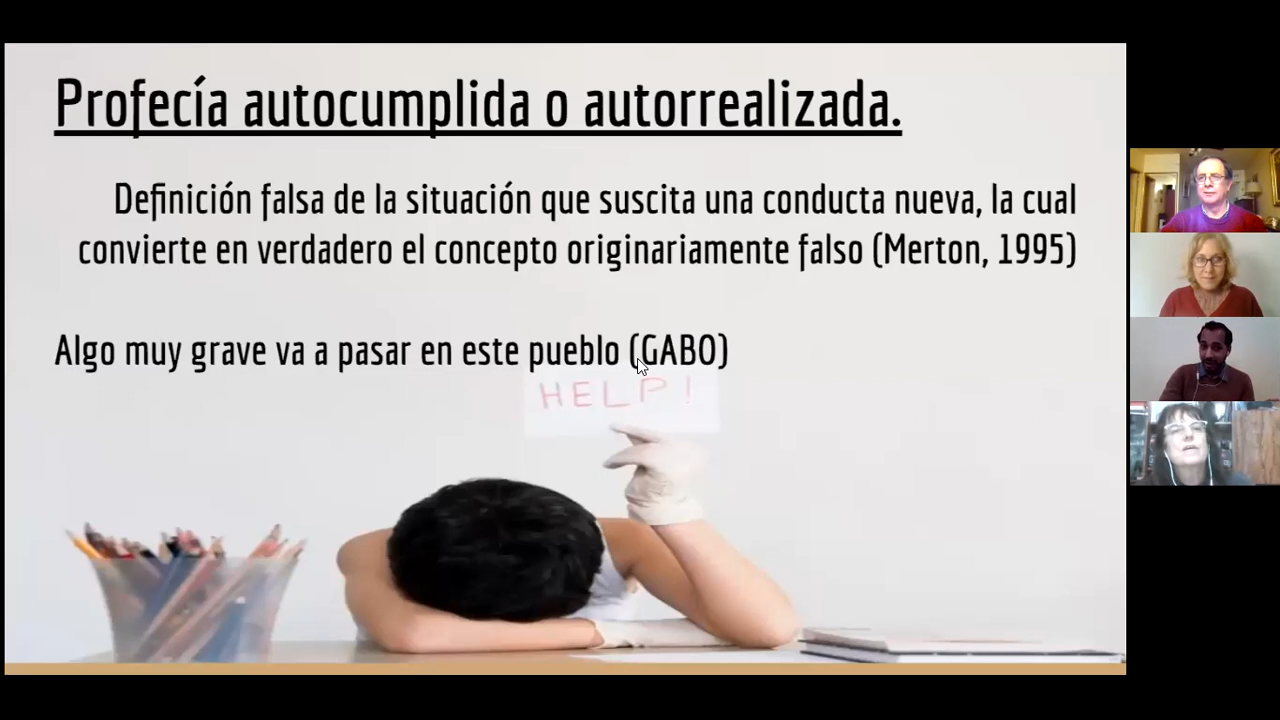 Profecía autocumplida o autorrealizada.
Definición falsa de la situación que suscita una conducta nueva, la cual
convierte en verdadero el concepto originariamente falso (Merton, 1995)
Algo muy grave va a pasar en este pueblo (GABO)
HELP!